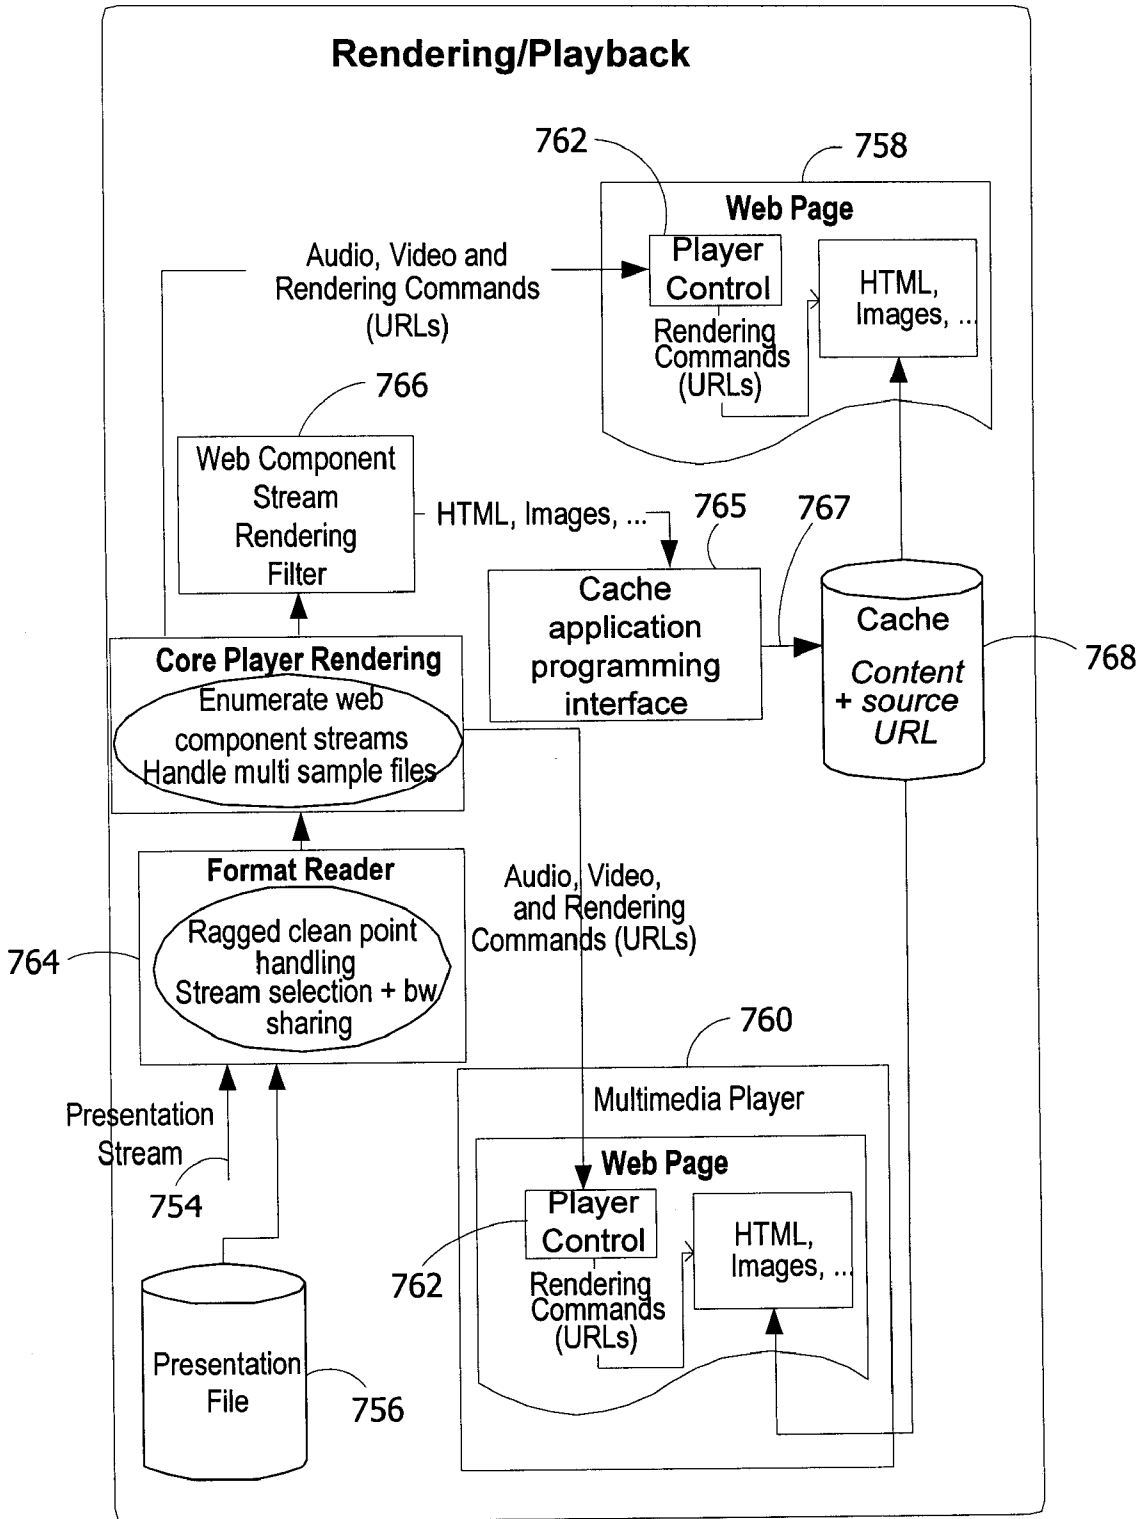 Rendering/Playback
762
758
Web Page
Player
Control
HTML,
Images, ...
Rendering
Commands
(URLs)
Audio, Video and
Rendering Commands
(URLs)
766
Web Component
Stream
Rendering
Filter
HTML, Images, ...
765
767
Cache
application
programming
interface
Cache
Content
+ source
URL
768
Core Player Rendering
Enumerate web
component streams
Handle multi sample files
Format Reader
Ragged clean point
handling
Stream selection + bw
sharing
764
Audio, Video,
and Rendering
Commands (URLs)
760
Multimedia Player
Web Page
Player
Control
762
HTML,
Images, ...
Rendering
Commands
(URLs)
Presentation
Stream
754
Presentation
File
756